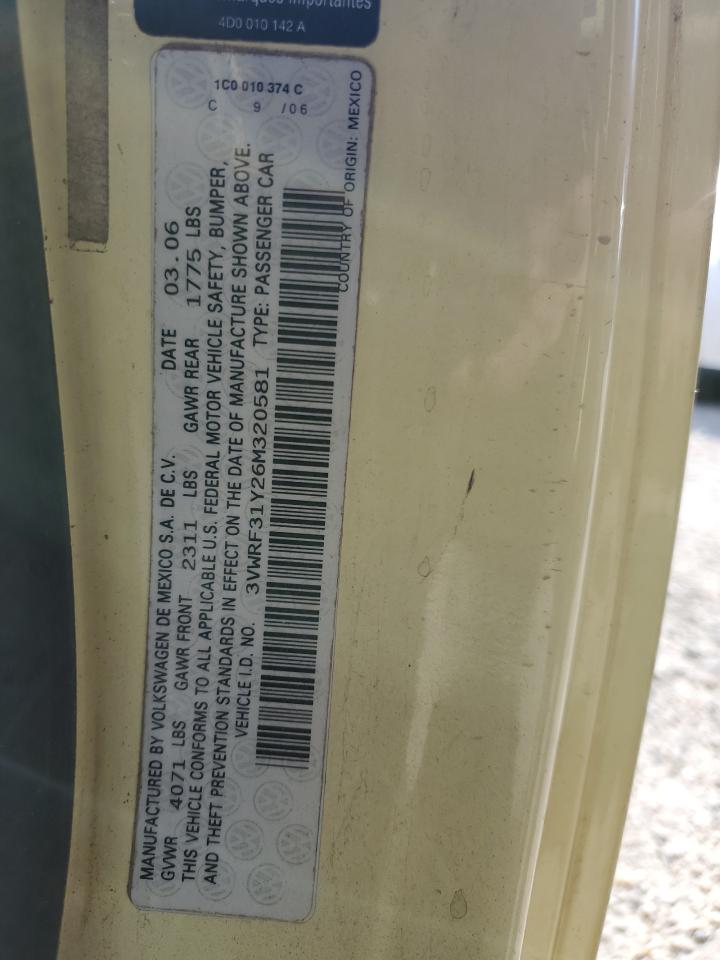 marques importantes
4D0 010 142 A
1C0 010 374 C
C 9 /06
MANUFACTURED BY VOLKSWAGEN DE MEXICO S.A. DE C.V. DATE 03.06
GVWR 4071 LBS GAWR FRONT 2311 LBS GAWR REAR 1775 LBS
THIS VEHICLE CONFORMS TO ALL APPLICABLE U.S. FEDERAL MOTOR VEHICLE SAFETY, BUMPER,
AND THEFT PREVENTION STANDARDS IN EFFECT ON THE DATE OF MANUFACTURE SHOWN ABOVE.
VEHICLE I.D. NO. 3VWRF31Y26M320581 TYPE: PASSENGER CAR
COUNTRY OF ORIGIN: MEXICO